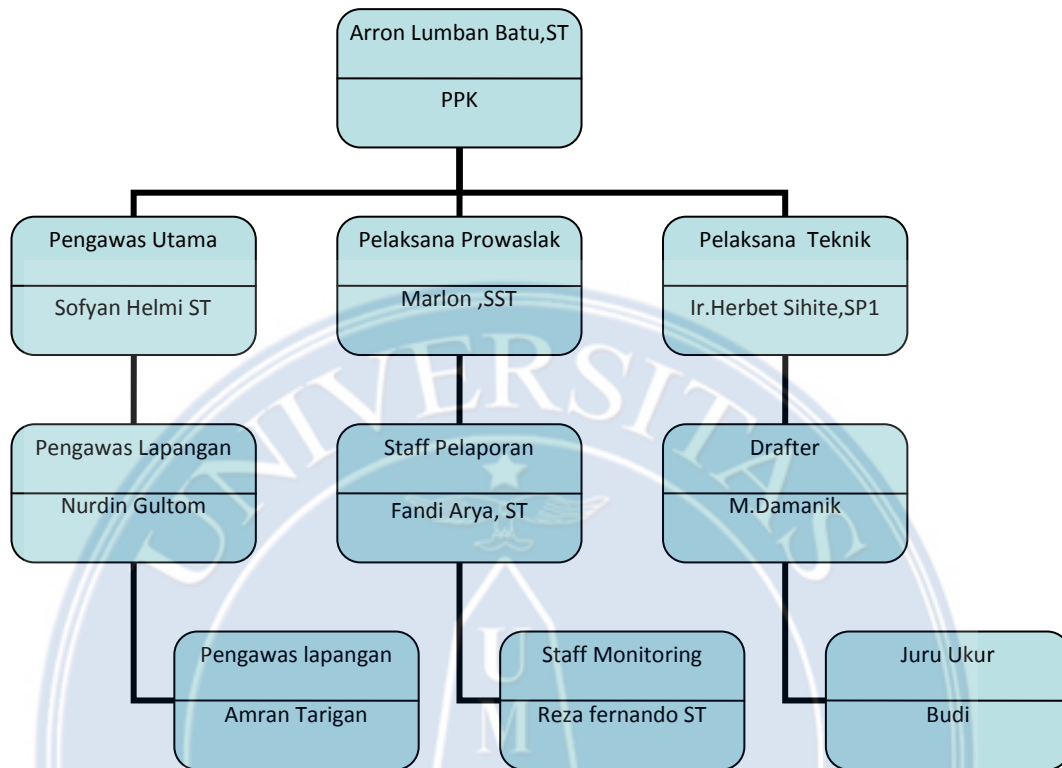 Arron Lumban Batu,ST
PPK
Pengawas Utama
Sofyan Helmi ST
Pelaksana Prowaslak
Marlon ,SST
Pelaksana  Teknik
Ir.Herbet Sihite,SP1
Pengawas Lapangan
Nurdin Gultom
Staff Pelaporan
Fandi Arya, ST
Drafter
M.Damanik
Pengawas lapangan
Amran Tarigan
Staff Monitoring
Reza fernando ST
Juru Ukur
Budi
UNIVERSITAS
U
M